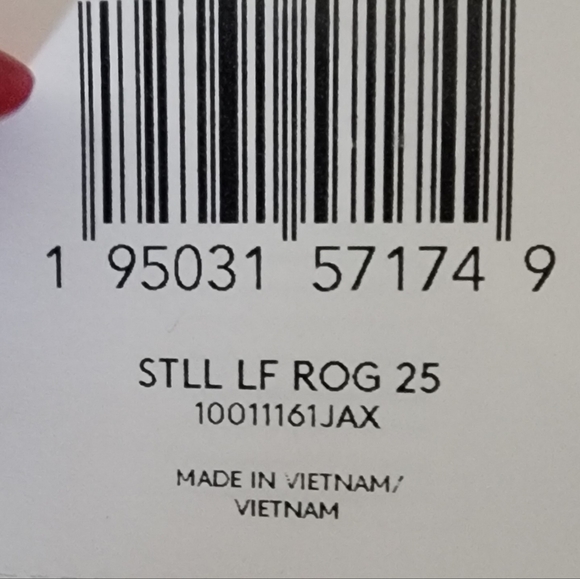 1 95031 57174 9
STLL LF ROG 25
10011161JAX
MADE IN VIETNAM/
VIETNAM